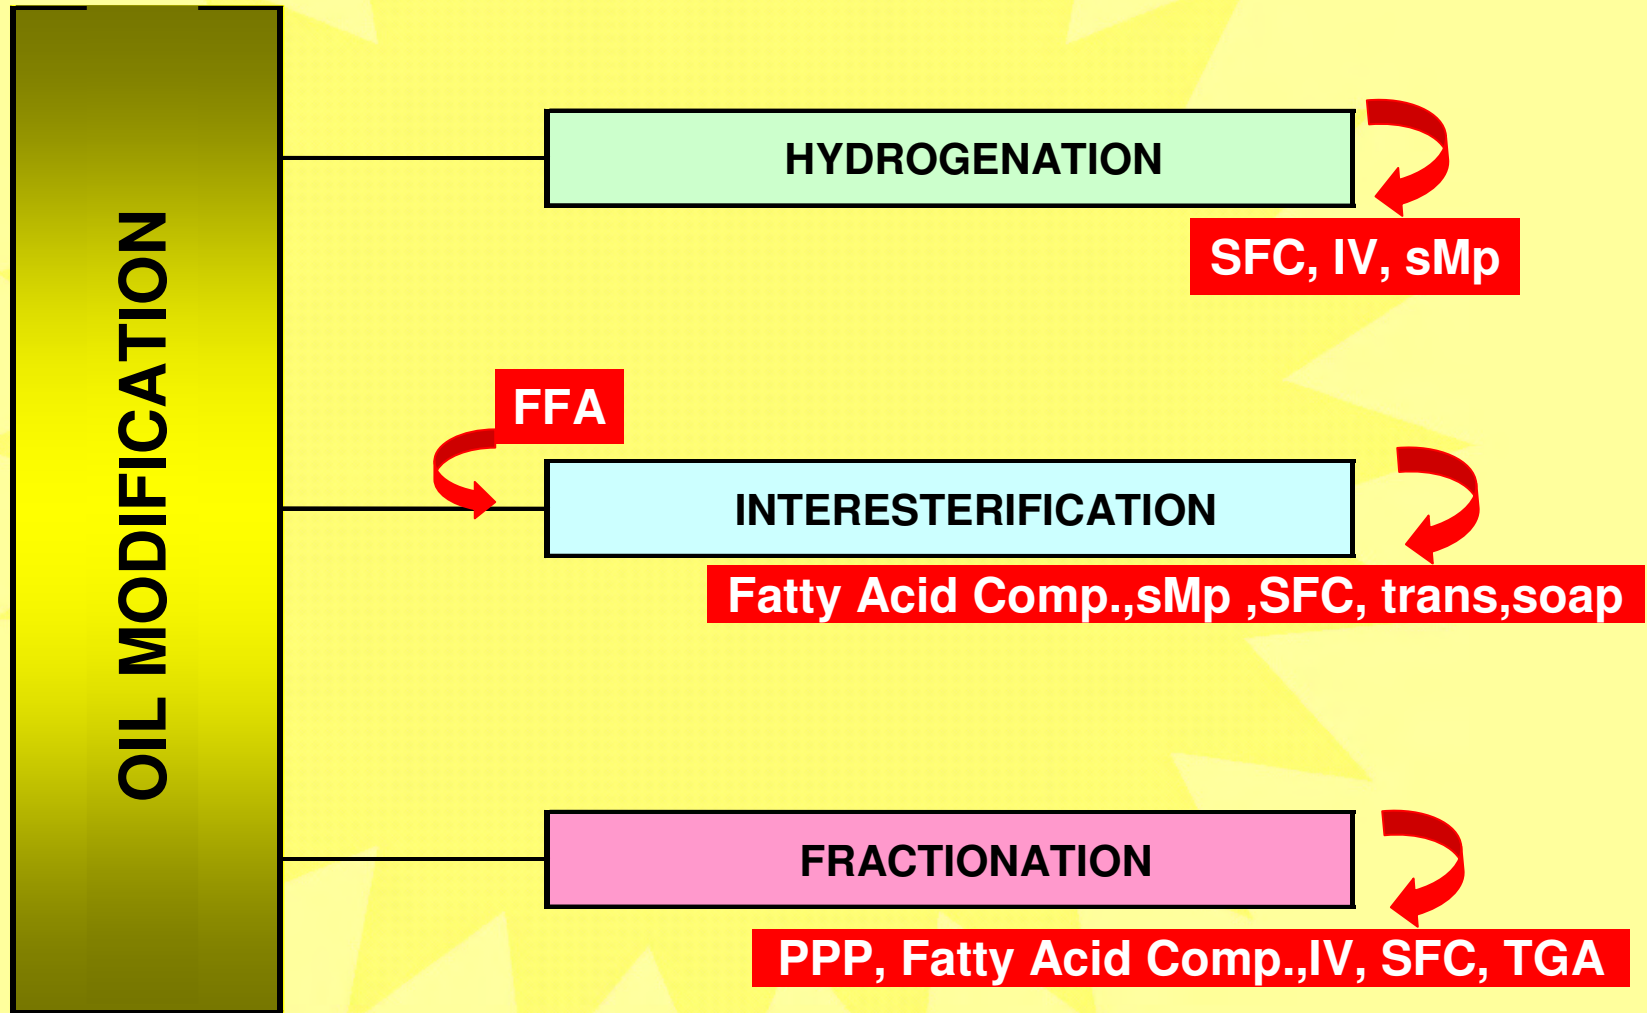 OIL MODIFICATION
HYDROGENATION
SFC, IV, sMp
FFA
INTERESTERIFICATION
Fatty Acid Comp.,sMp ,SFC, trans,soap
FRACTIONATION
PPP, Fatty Acid Comp.,IV, SFC, TGA